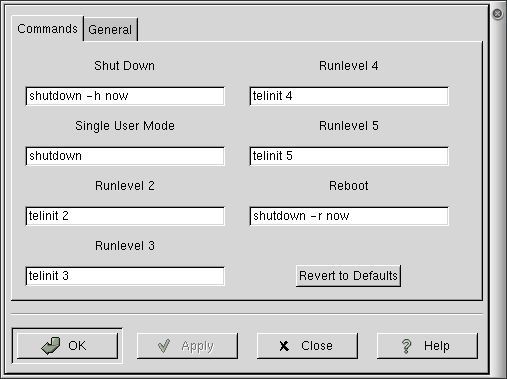 Commands General
Shut Down Runlevel 4
shutdown -h now telinit 4
Single User Mode Runlevel 5
shutdown telinit 5
Runlevel 2 Reboot
telinit 2 shutdown -r now
Runlevel 3
telinit 3 Revert to Defaults
OK Apply Close Help